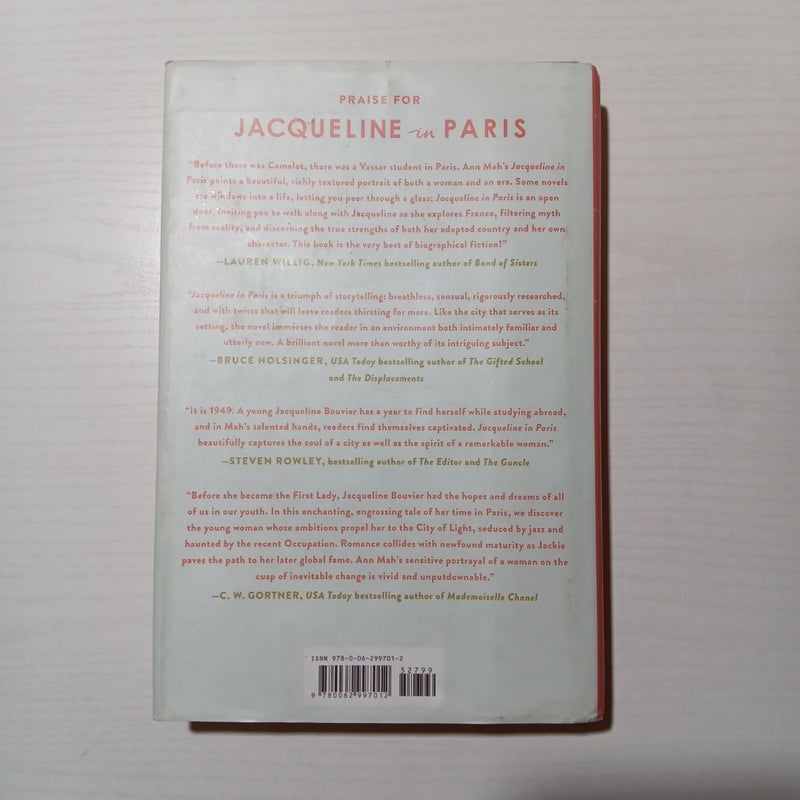 PRAISE FOR
JACQUELINE in PARIS
“Before there was Camelot, there was a Vassar student in Paris. Ann Mah’s Jacqueline in
Paris paints a beautiful, richly textured portrait of both a woman and an era. Some novels
are windows into a life, letting you peer through a glass; Jacqueline in Paris is an open
door, inviting you to walk along with Jacqueline as she explores France, filtering myth
from reality, and discerning the true strengths of both her adopted country and her own
character. This book is the very best of biographical fiction!”
—LAUREN WILLIG, New York Times bestselling author of Band of Sisters
“Jacqueline in Paris is a triumph of storytelling: breathless, sensual, rigorously researched,
and with twists that will leave readers thirsting for more. Like the city that serves as its
setting, the novel immerses the reader in an environment both intimately familiar and
utterly new. A brilliant novel more than worthy of its intriguing subject.”
—BRUCE HOLSINGER, USA Today bestselling author of The Gifted School
and The Displacements
“It is 1949. A young Jacqueline Bouvier has a year to find herself while studying abroad,
and in Mah’s talented hands, readers find themselves captivated. Jacqueline in Paris
beautifully captures the soul of a city as well as the spirit of a remarkable woman.”
—STEVEN ROWLEY, bestselling author of The Editor and The Guncle
“Before she became the First Lady, Jacqueline Bouvier had the hopes and dreams of all
of us in our youth. In this enchanting, engrossing tale of her time in Paris, we discover
the young woman whose ambitions propel her to the City of Light, seduced by jazz and
haunted by the recent Occupation. Romance collides with newfound maturity as Jackie
paves the path to her later global fame. Ann Mah’s sensitive portrayal of a woman on the
cusp of inevitable change is vivid and unputdownable.”
—C. W. GORTNER, USA Today bestselling author of Mademoiselle Chanel
ISBN 978-0-06-299701-2
52799
9 780062 997012